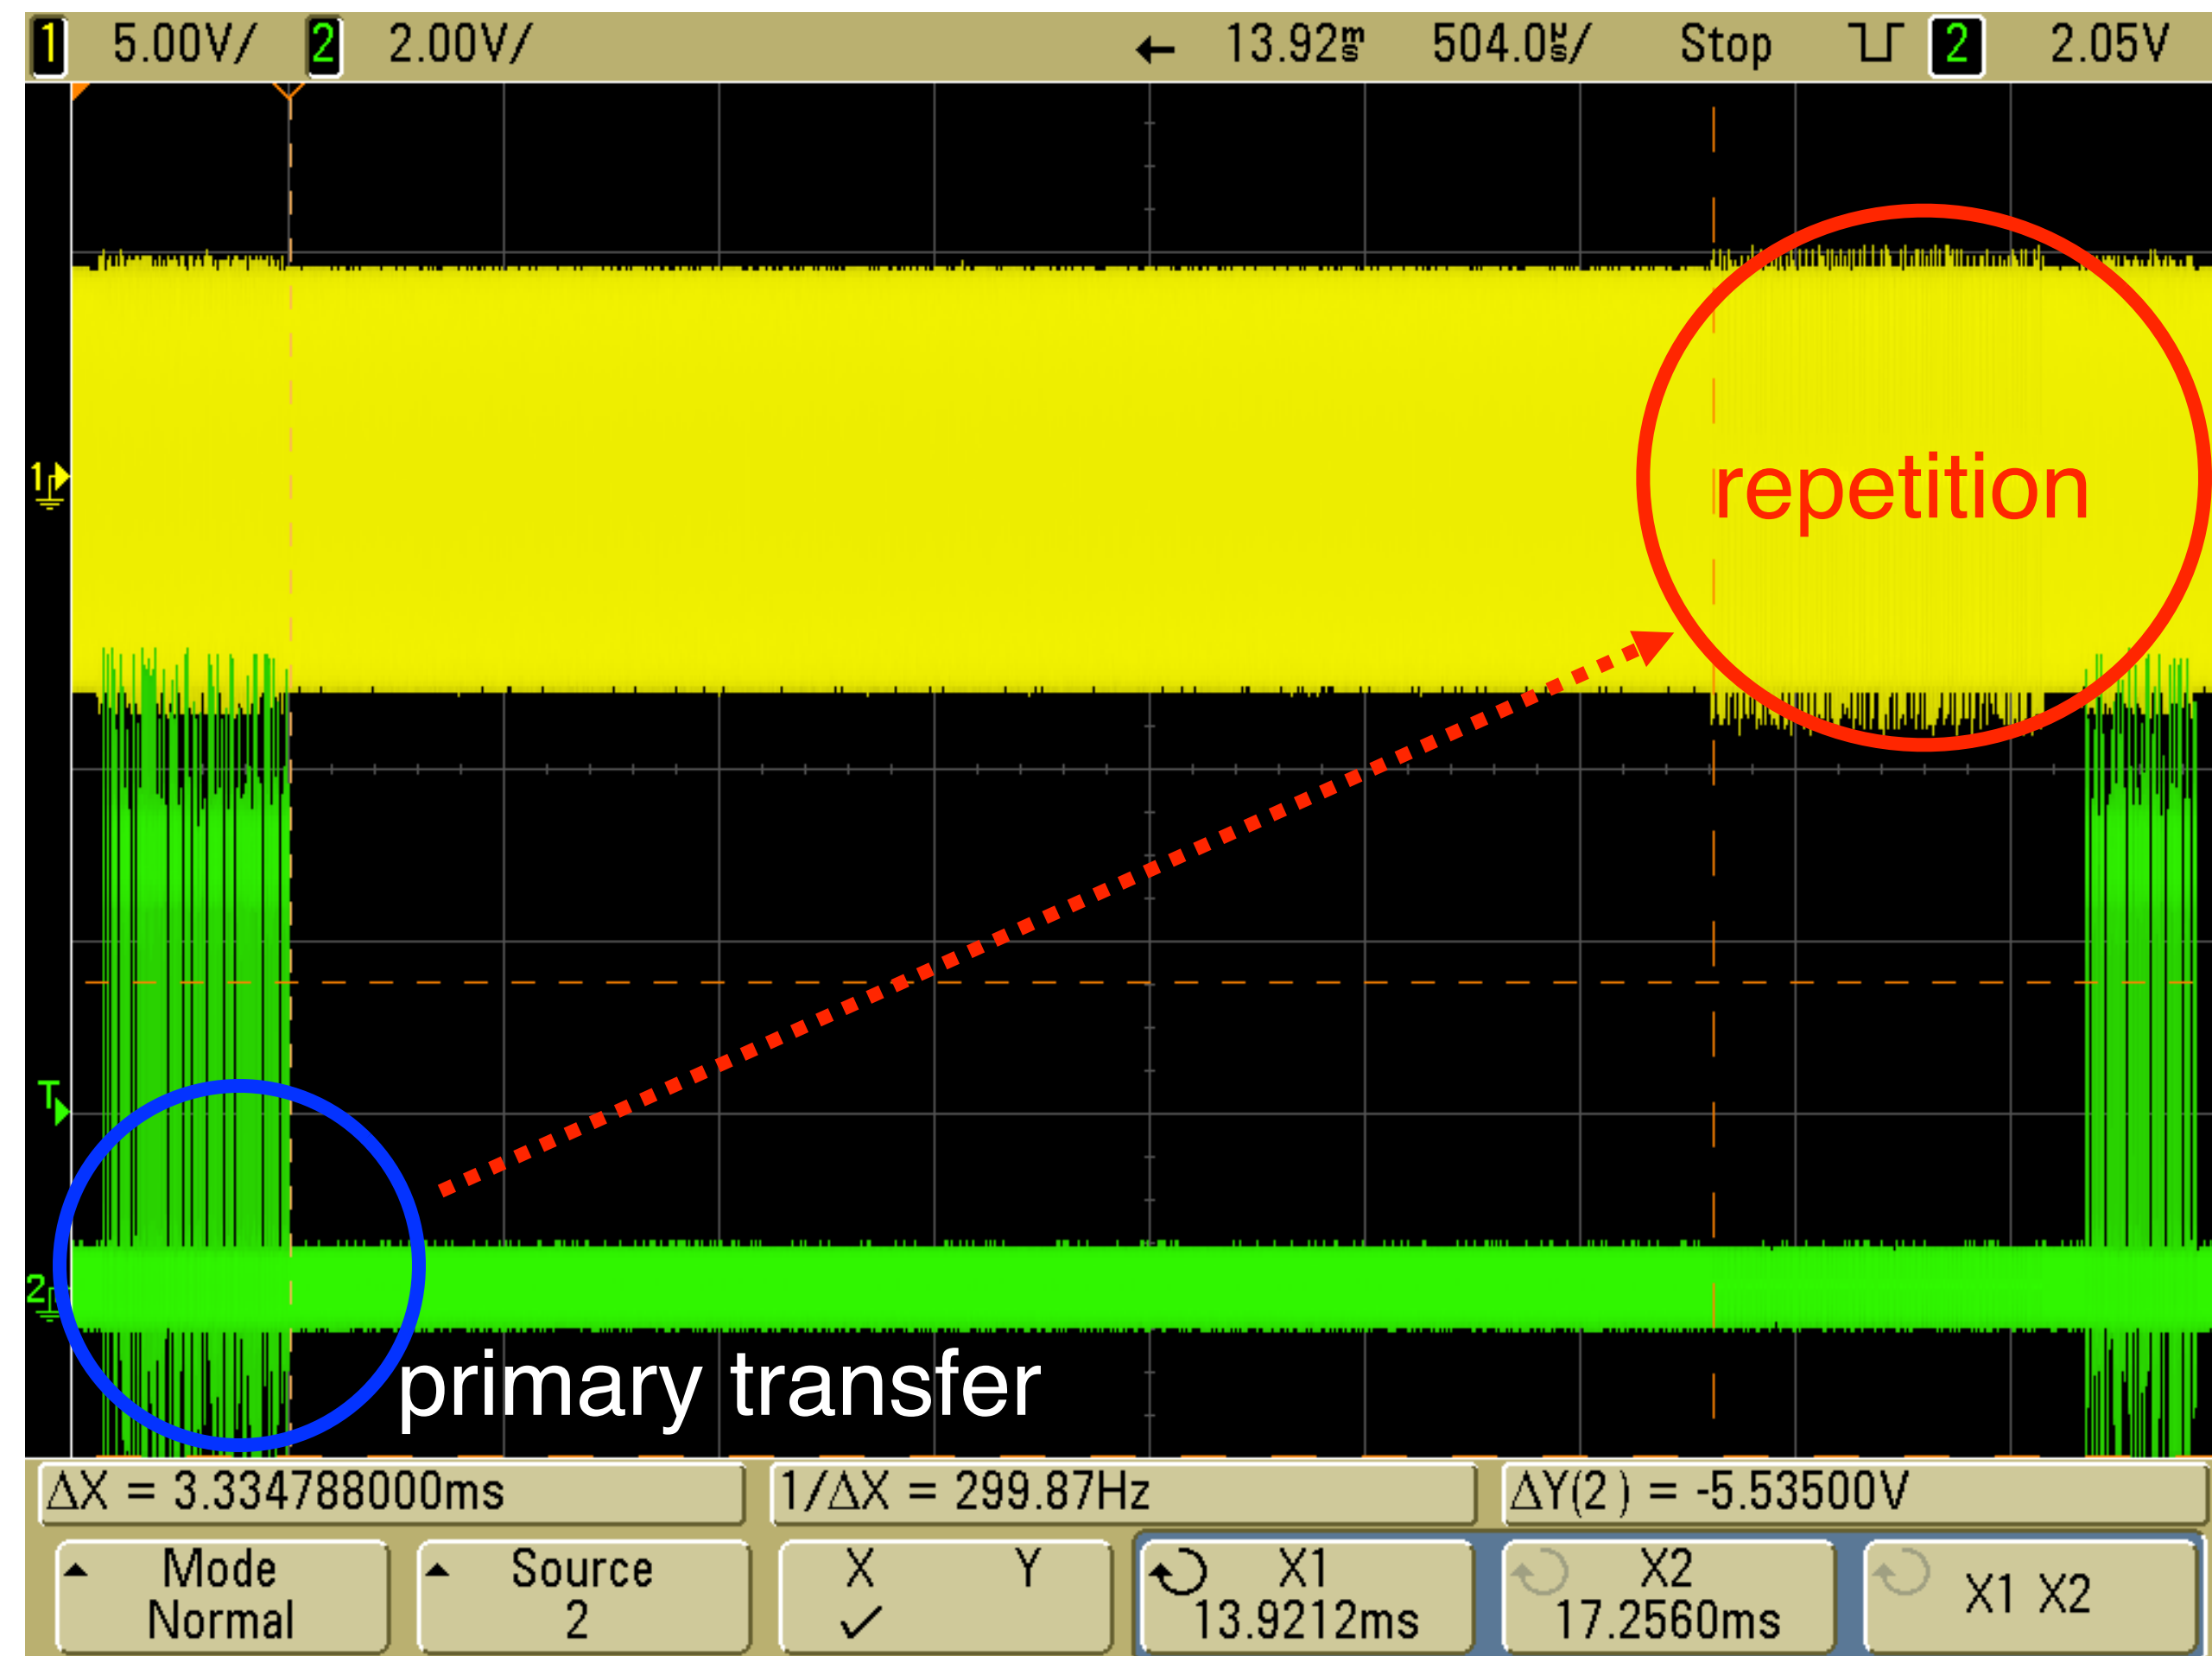 1 5.00V/ 2 2.00V/ 13.92ms 504.0µs/ Stop 2 2.05V
1
repetition
T
2
primary transfer
ΔX = 3.334788000ms 1/ΔX = 299.87Hz ΔY(2) = -5.53500V
Mode Source X Y X1 X2 X1 X2
Normal 2 13.9212ms 17.2560ms